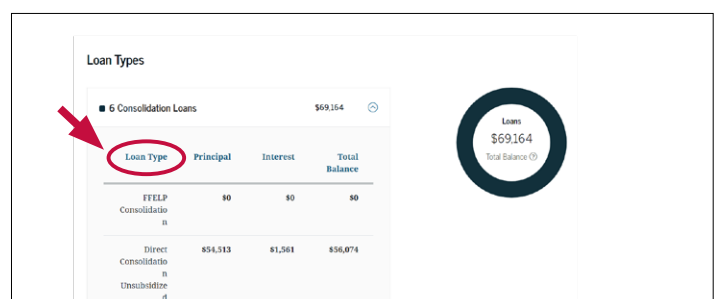 Loan Types
6 Consolidation Loans $69,164
Loan Type Principal Interest Total
Balance
FFELP $0 $0 $0
Consolidatio
n
Direct $54,513 $1,561 $56,074
Consolidatio
n
Unsubsidize
d
Loans
$69,164
Total Balance ?